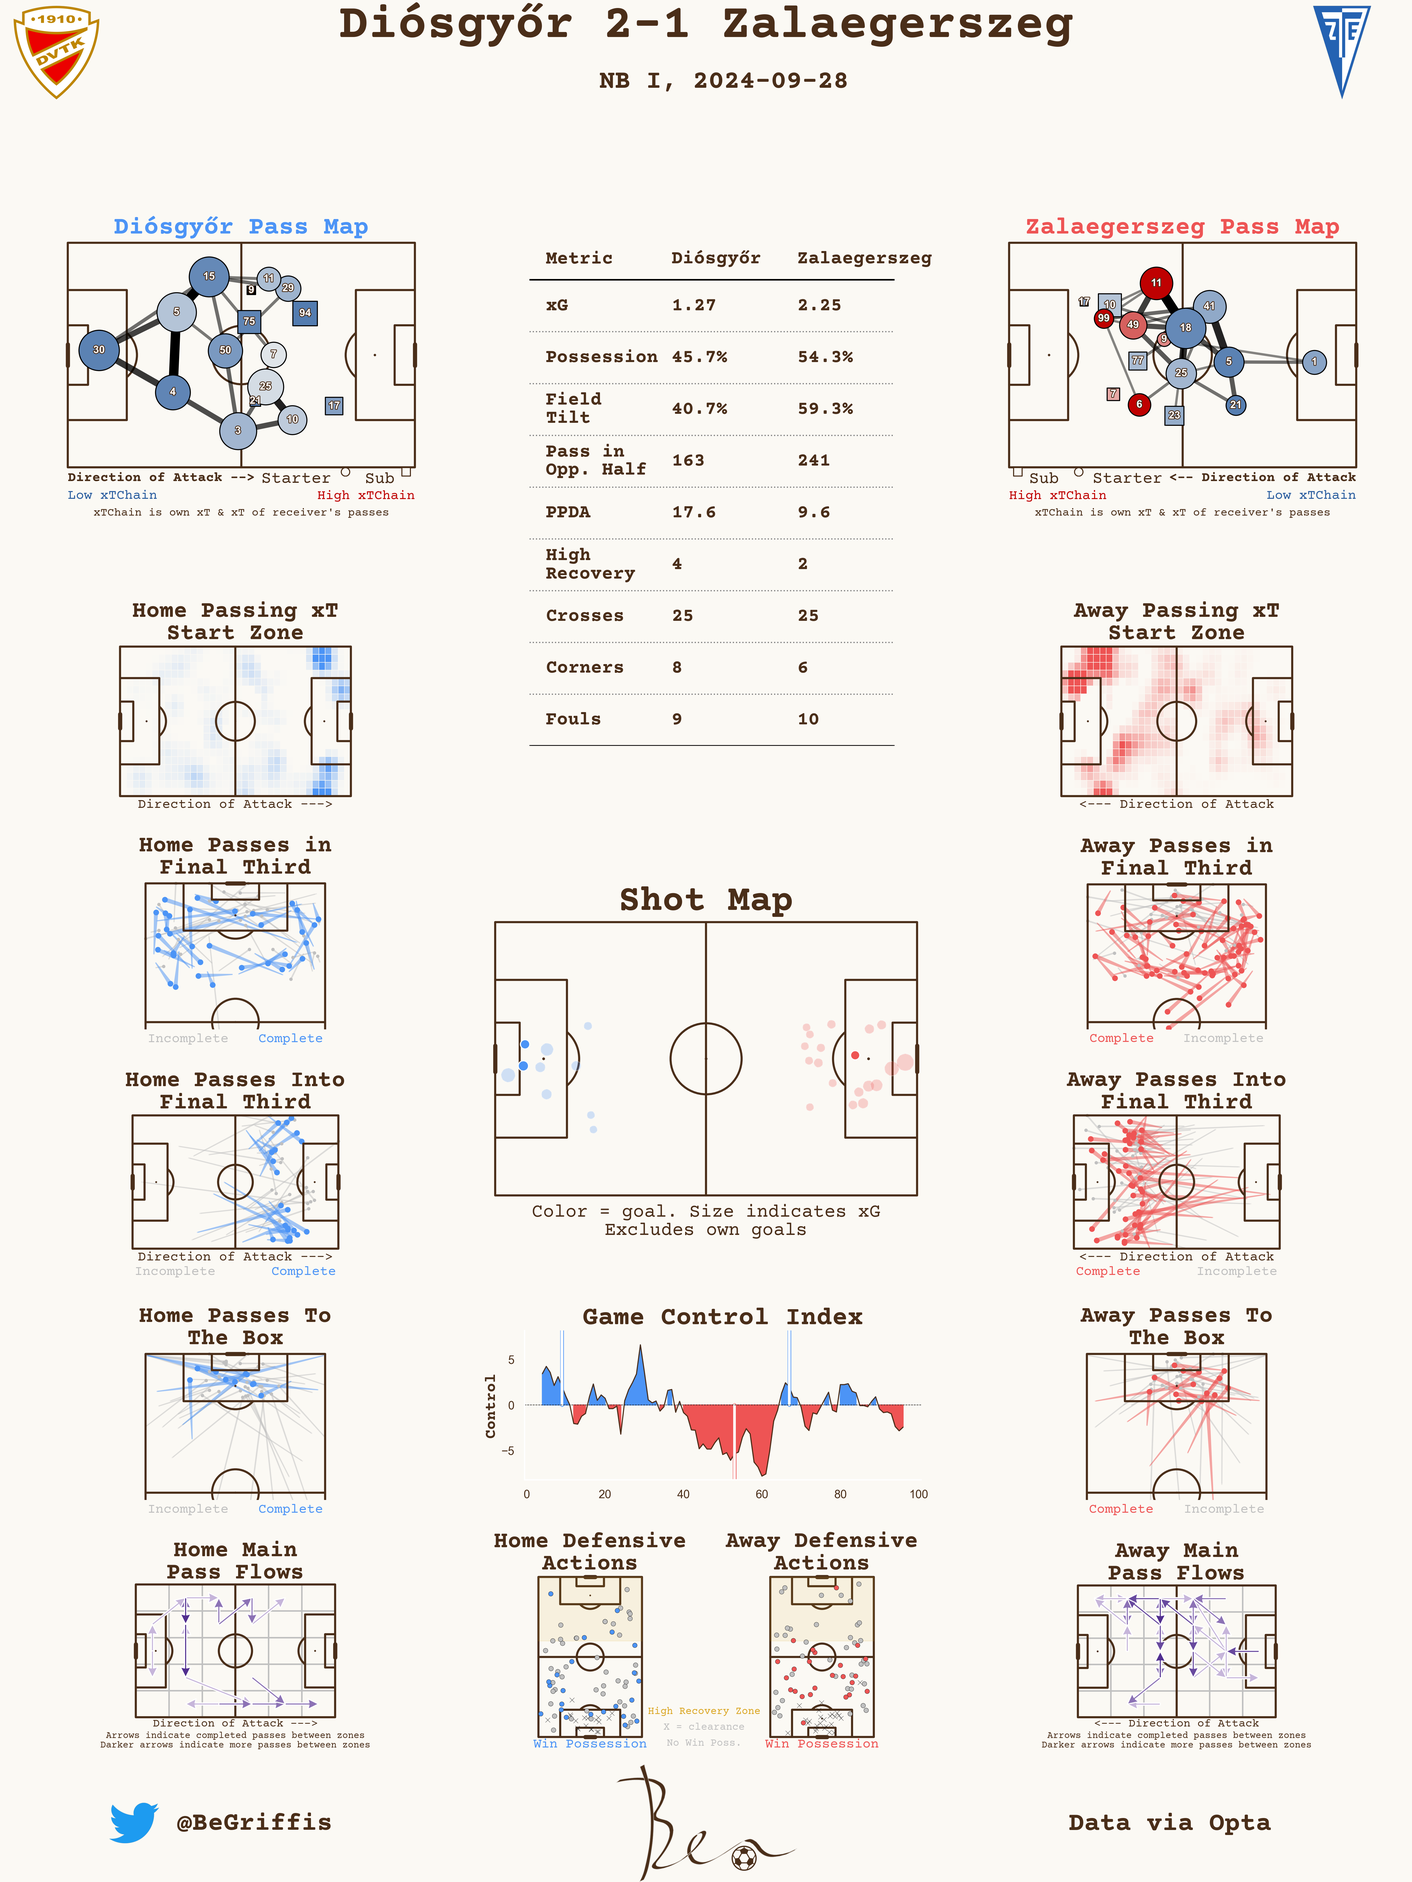 Diósgyőr 2-1 Zalaegerszeg
NB I, 2024-09-28
1910
DVTK
ZTE
Diósgyőr Pass Map
30
5
15
4
50
3
75
9
11
29
94
7
25
21
10
17
Direction of Attack --> Starter Sub
Low xTChain High xTChain
xTChain is own xT & xT of receiver's passes
Metric Diósgyőr Zalaegerszeg
xG 1.27 2.25
Possession 45.7% 54.3%
Field
Tilt 40.7% 59.3%
Pass in
Opp. Half 163 241
PPDA 17.6 9.6
High
Recovery 4 2
Crosses 25 25
Corners 8 6
Fouls 9 10
Zalaegerszeg Pass Map
11
17
10
99
49
9
41
18
77
25
5
1
7
6
23
21
Sub Starter <-- Direction of Attack
High xTChain Low xTChain
xTChain is own xT & xT of receiver's passes
Home Passing xT
Start Zone
Direction of Attack --->
Away Passing xT
Start Zone
<--- Direction of Attack
Home Passes in
Final Third
Incomplete Complete
Away Passes in
Final Third
Complete Incomplete
Shot Map
Color = goal. Size indicates xG
Excludes own goals
Home Passes Into
Final Third
Direction of Attack --->
Incomplete Complete
Away Passes Into
Final Third
<--- Direction of Attack
Complete Incomplete
Home Passes To
The Box
Incomplete Complete
Game Control Index
Control
5
0
−5
0 20 40 60 80 100
Away Passes To
The Box
Complete Incomplete
Home Main
Pass Flows
Direction of Attack --->
Arrows indicate completed passes between zones
Darker arrows indicate more passes between zones
Home Defensive
Actions
Win Possession
Away Defensive
Actions
Win Possession
High Recovery Zone
X = clearance
No Win Poss.
Away Main
Pass Flows
<--- Direction of Attack
Arrows indicate completed passes between zones
Darker arrows indicate more passes between zones
@BeGriffis
Ben
Data via Opta